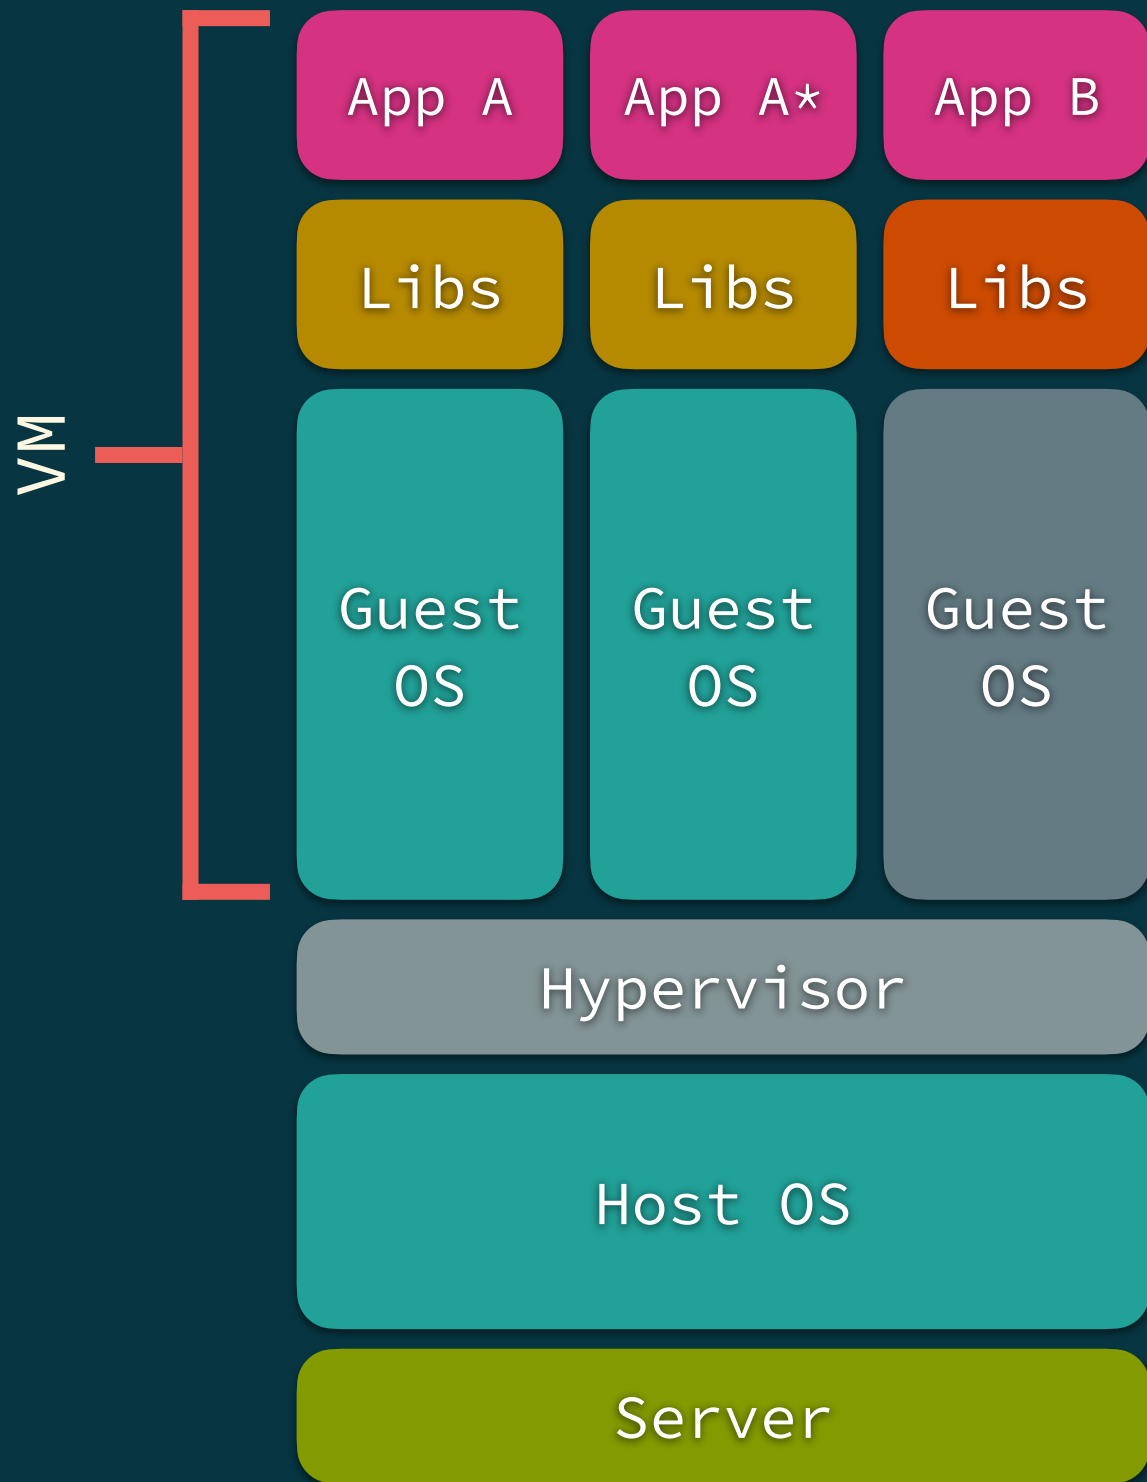 App A
App A*
App B
Libs
Libs
Libs
VM
Guest
OS
Guest
OS
Guest
OS
Hypervisor
Host OS
Server